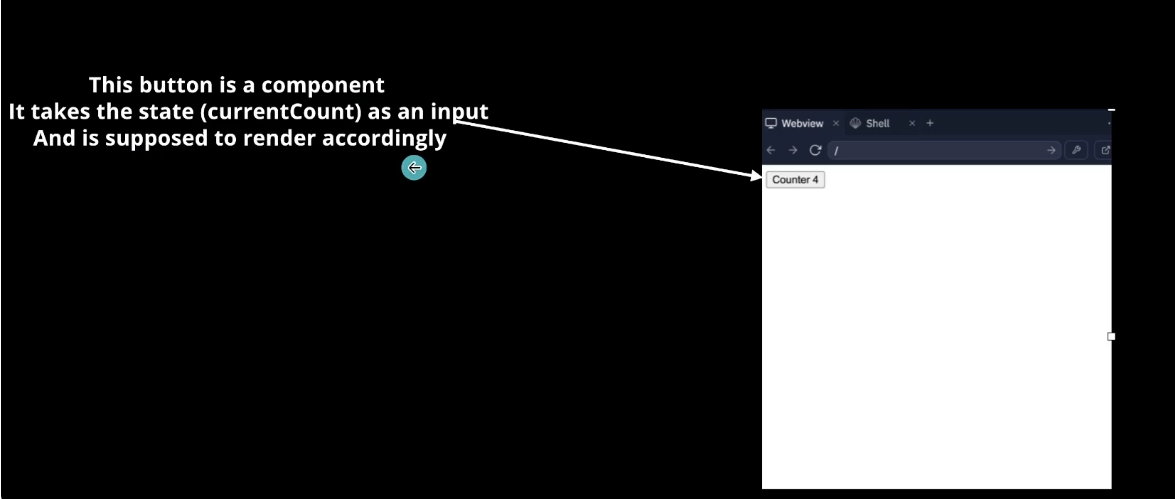 This button is a component
It takes the state (currentCount) as an input
And is supposed to render accordingly
Webview
Shell
/
Counter 4